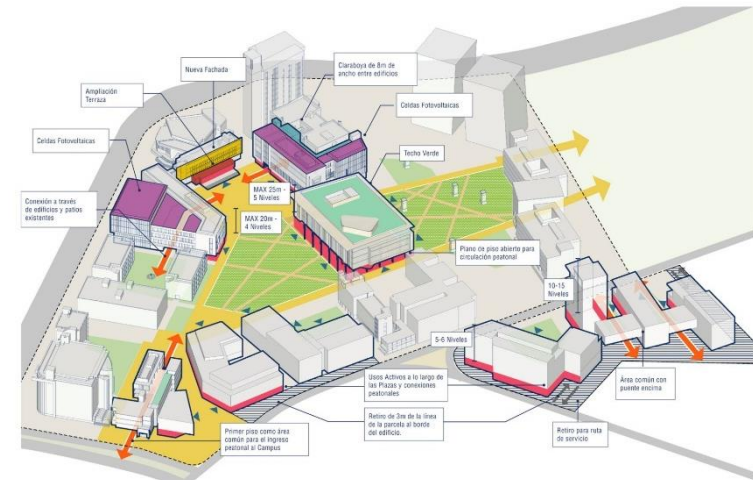 Nueva Fachada
Claraboya de 8m de
ancho entre edificios
Ampliación
Terraza
Celdas Fotovoltaicas
Celdas Fotovoltaicas
Techo Verde
Conexión a través
de edificios y patios
existentes
MAX 25m -
5 Niveles
MAX 20m -
4 Niveles
Plano de piso abierto para
circulación peatonal
10-15
Niveles
5-6 Niveles
Usos Activos a lo largo de
las Plazas y conexiones
peatonales
Área común con
puente encima
Retiro de 3m de la línea
de la parcela al borde
del edificio.
Retiro para ruta
de servicio
Primer piso como área
común para el ingreso
peatonal al Campus